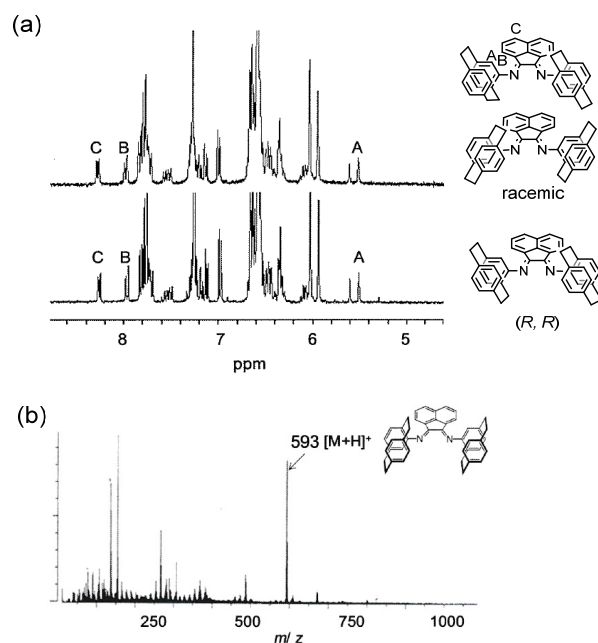 (a)
C
A B
N N
C B A
N N
racemic
C B A
N N
(R, R)
8 7 6 5
ppm
(b)
593 [M+H]+
N N
250 500 750 1000
m/ z